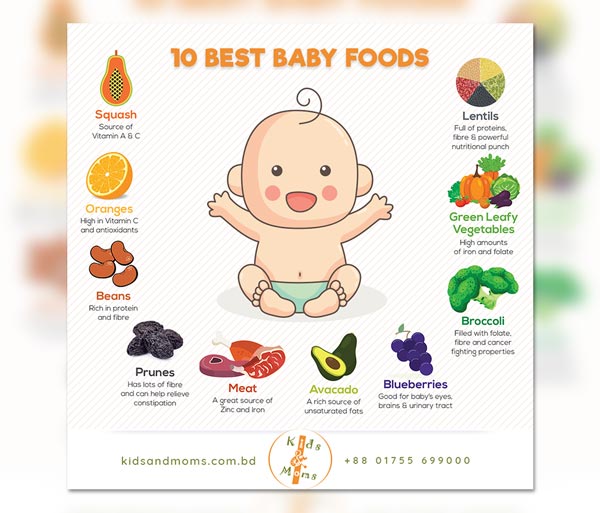 10 BEST BABY FOODS
Squash
Source of
Vitamin A & C
Oranges
High in Vitamin C
and antioxidants
Beans
Rich in protein
and fibre
Prunes
Has lots of fibre
and can help relieve
constipation
Meat
A great source of
Zinc and Iron
Avacado
A rich source of
unsaturated fats
Blueberries
Good for baby's eyes,
brains & urinary tract
Lentils
Full of proteins,
fibre & powerful
nutritional punch
Green Leafy
Vegetables
High amounts
of iron and folate
Broccoli
Filled with folate,
fibre and cancer
fighting properties
kidsandmoms.com.bd
Kids
&
Moms
+88 01755 699000